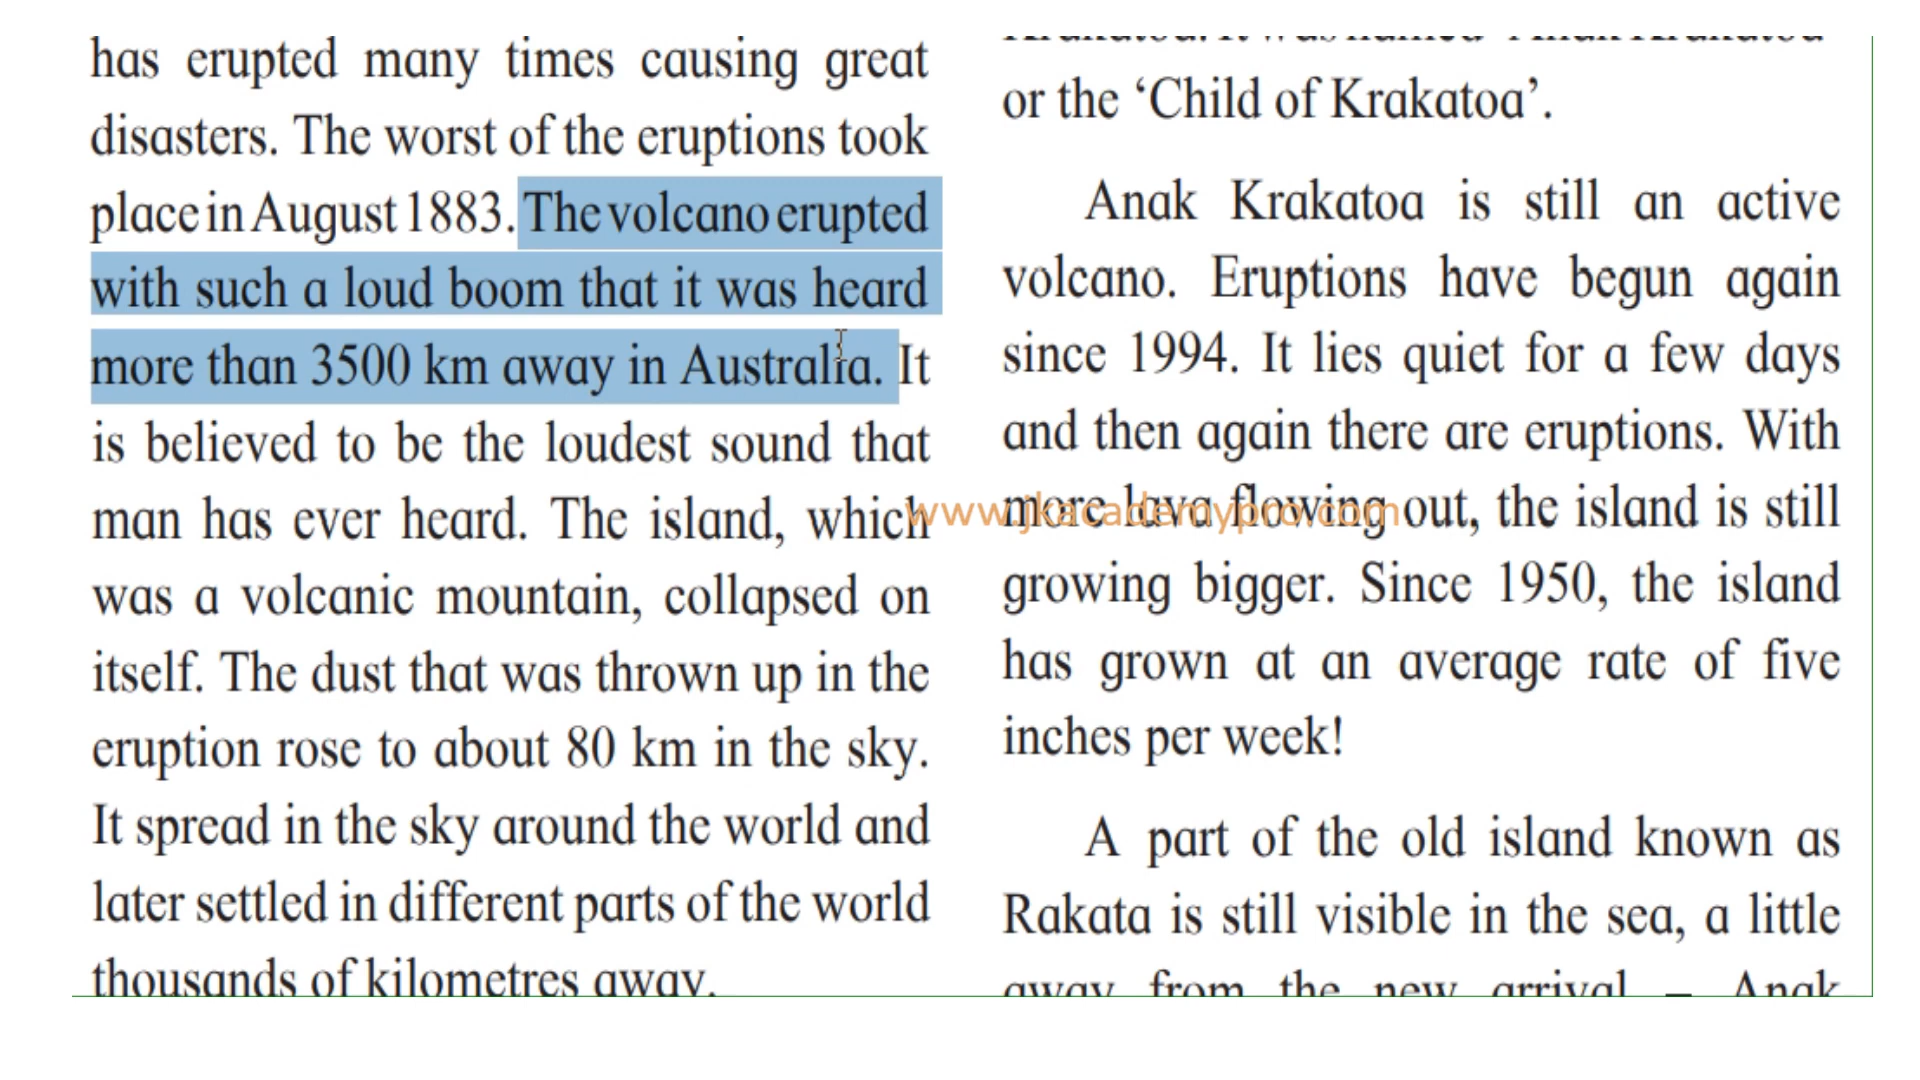 has erupted many times causing great
disasters. The worst of the eruptions took
place in August 1883. The volcano erupted
with such a loud boom that it was heard
more than 3500 km away in Australia. It
is believed to be the loudest sound that
man has ever heard. The island, which
was a volcanic mountain, collapsed on
itself. The dust that was thrown up in the
eruption rose to about 80 km in the sky.
It spread in the sky around the world and
later settled in different parts of the world
thousands of kilometres away.
Krakatoa. It was named 'Anak Krakatoa'
or the ‘Child of Krakatoa’.
Anak Krakatoa is still an active
volcano. Eruptions have begun again
since 1994. It lies quiet for a few days
and then again there are eruptions. With
more lava flowing out, the island is still
growing bigger. Since 1950, the island
has grown at an average rate of five
inches per week!
A part of the old island known as
Rakata is still visible in the sea, a little
away from the new arrival – Anak
www.jkacademypro.com